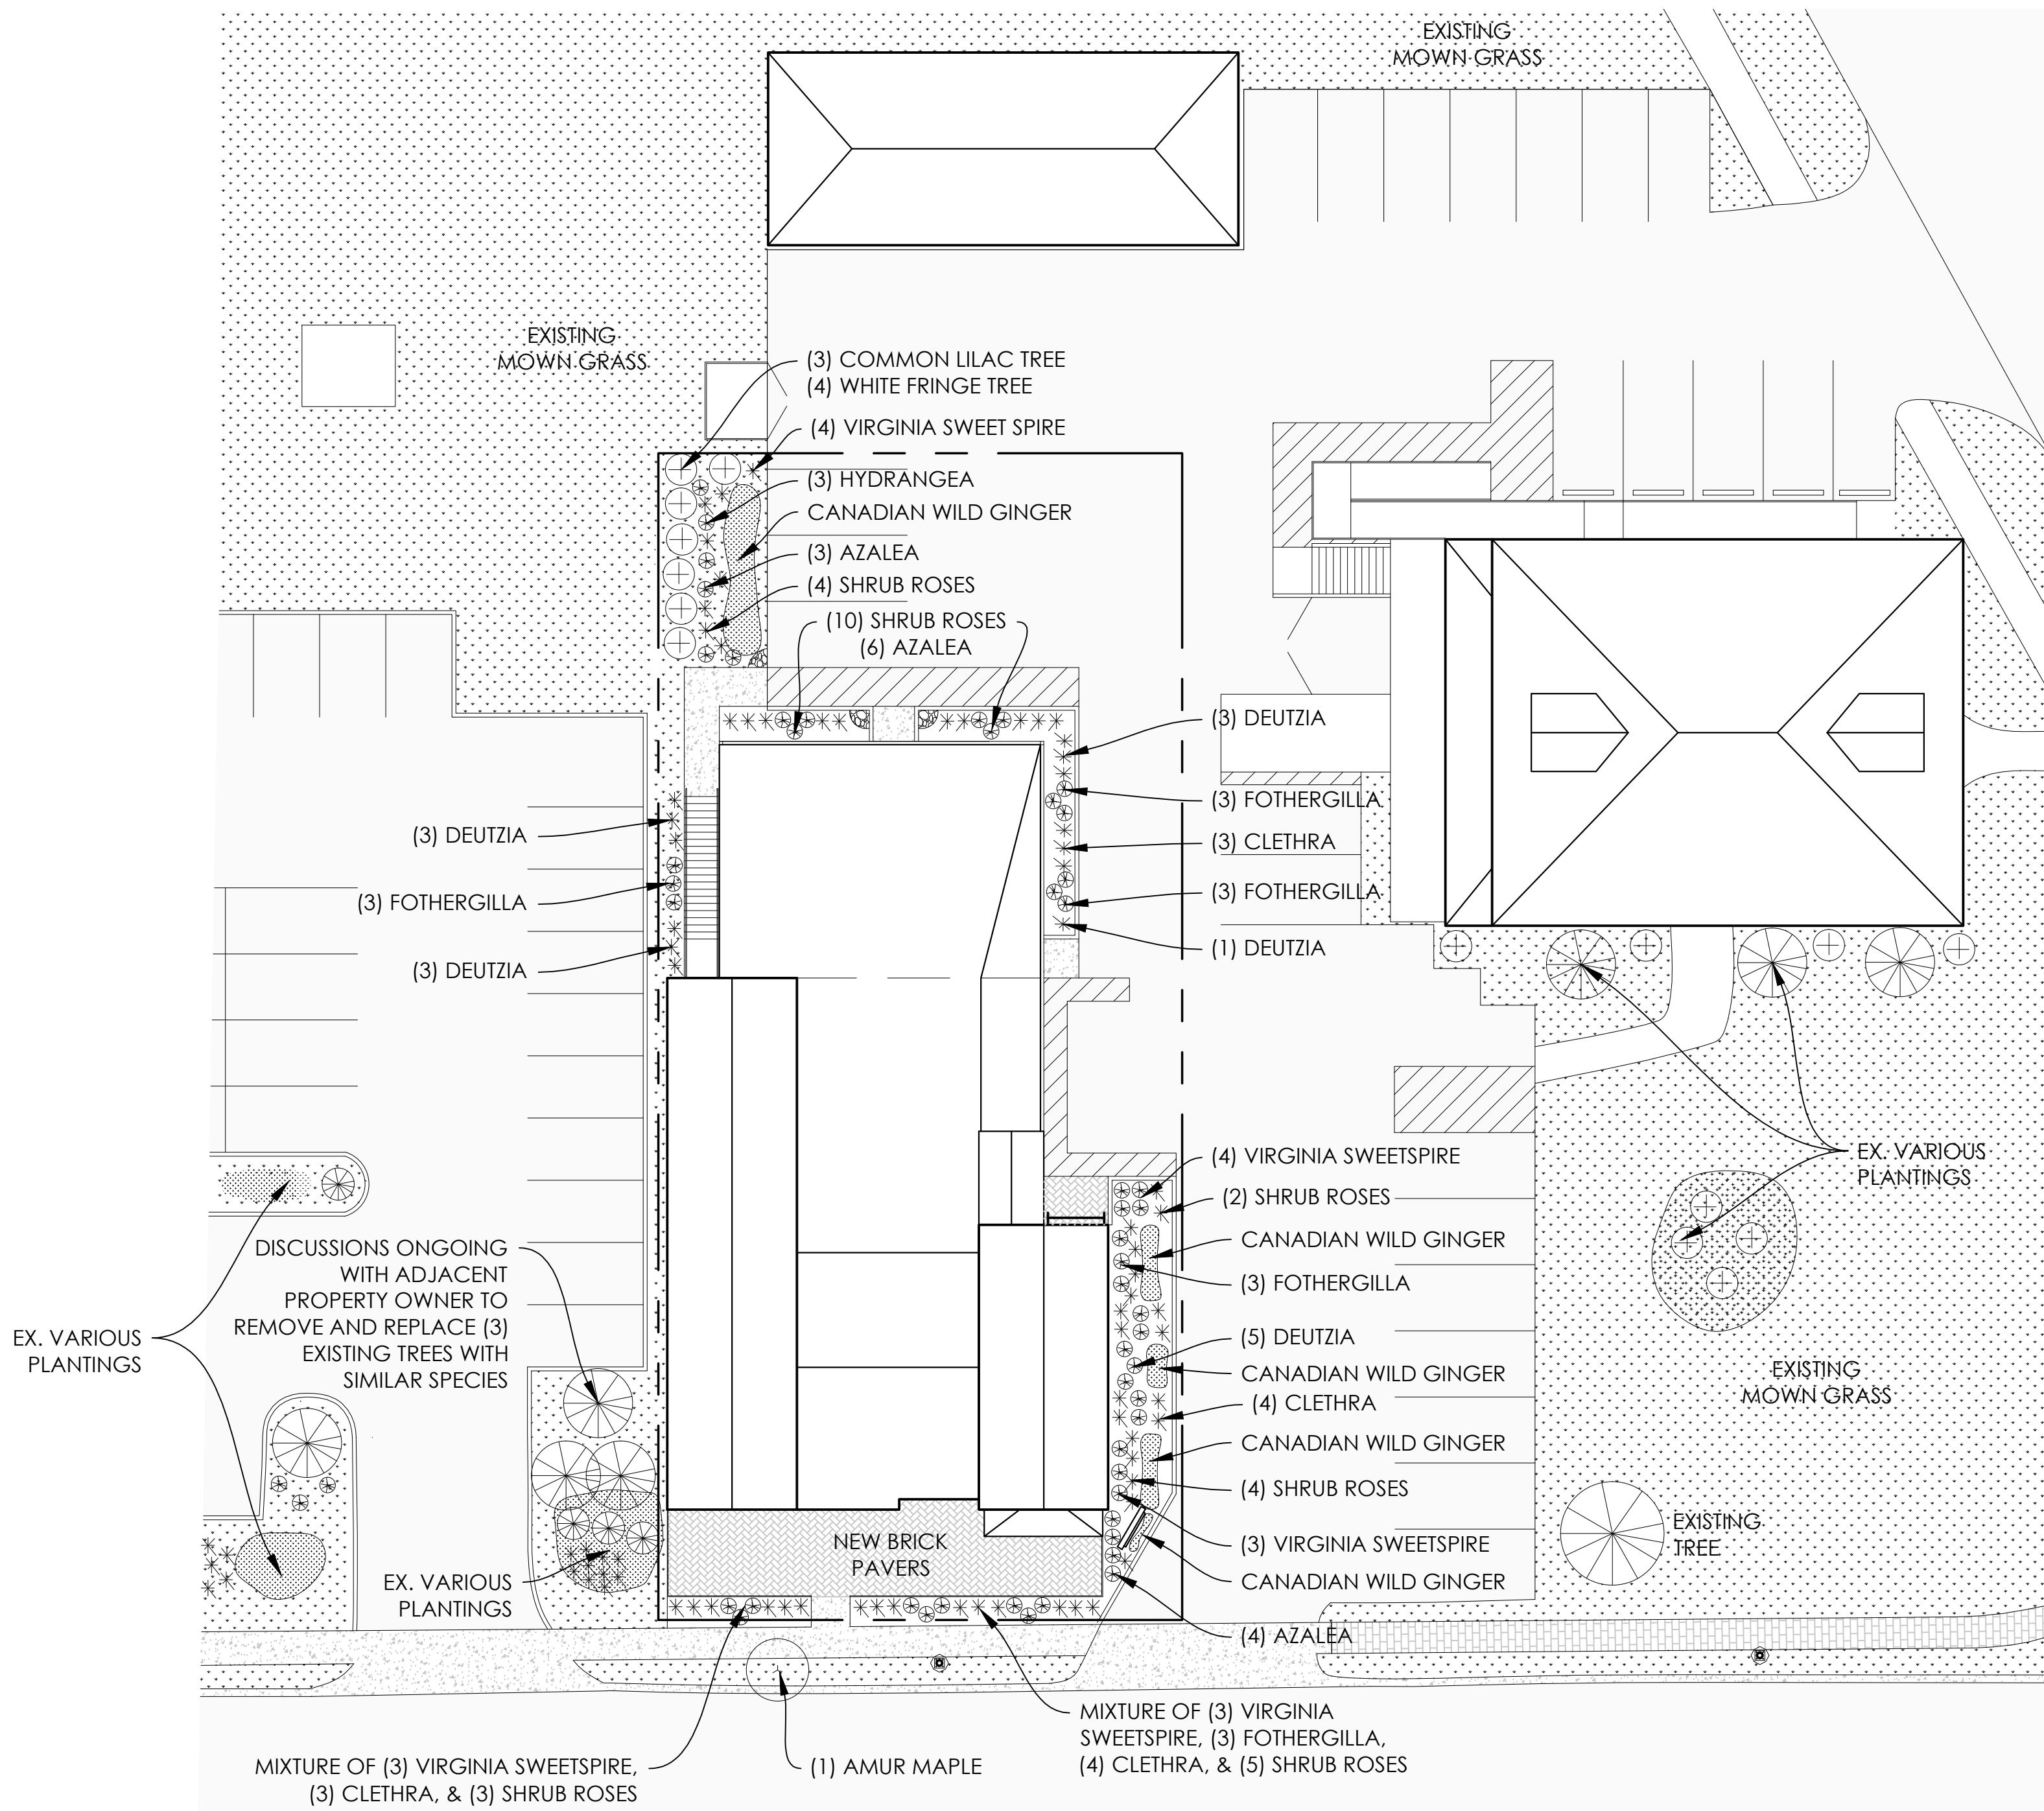 EXISTING
MOWN GRASS
EXISTING
MOWN GRASS
(3) COMMON LILAC TREE
(4) WHITE FRINGE TREE
(4) VIRGINIA SWEET SPIRE
(3) HYDRANGEA
CANADIAN WILD GINGER
(3) AZALEA
(4) SHRUB ROSES
(10) SHRUB ROSES
(6) AZALEA
(3) DEUTZIA
(3) FOTHERGILLA
(3) CLETHRA
(3) FOTHERGILLA
(1) DEUTZIA
(3) DEUTZIA
(3) FOTHERGILLA
(3) DEUTZIA
(4) VIRGINIA SWEETSPIRE
(2) SHRUB ROSES
CANADIAN WILD GINGER
(3) FOTHERGILLA
(5) DEUTZIA
CANADIAN WILD GINGER
(4) CLETHRA
CANADIAN WILD GINGER
(4) SHRUB ROSES
(3) VIRGINIA SWEETSPIRE
CANADIAN WILD GINGER
(4) AZALEA
EX. VARIOUS
PLANTINGS
EXISTING
MOWN GRASS
EXISTING
TREE
DISCUSSIONS ONGOING
WITH ADJACENT
PROPERTY OWNER TO
REMOVE AND REPLACE (3)
EXISTING TREES WITH
SIMILAR SPECIES
EX. VARIOUS
PLANTINGS
EX. VARIOUS
PLANTINGS
NEW BRICK
PAVERS
MIXTURE OF (3) VIRGINIA SWEETSPIRE,
(3) CLETHRA, & (3) SHRUB ROSES
(1) AMUR MAPLE
MIXTURE OF (3) VIRGINIA
SWEETSPIRE, (3) FOTHERGILLA,
(4) CLETHRA, & (5) SHRUB ROSES